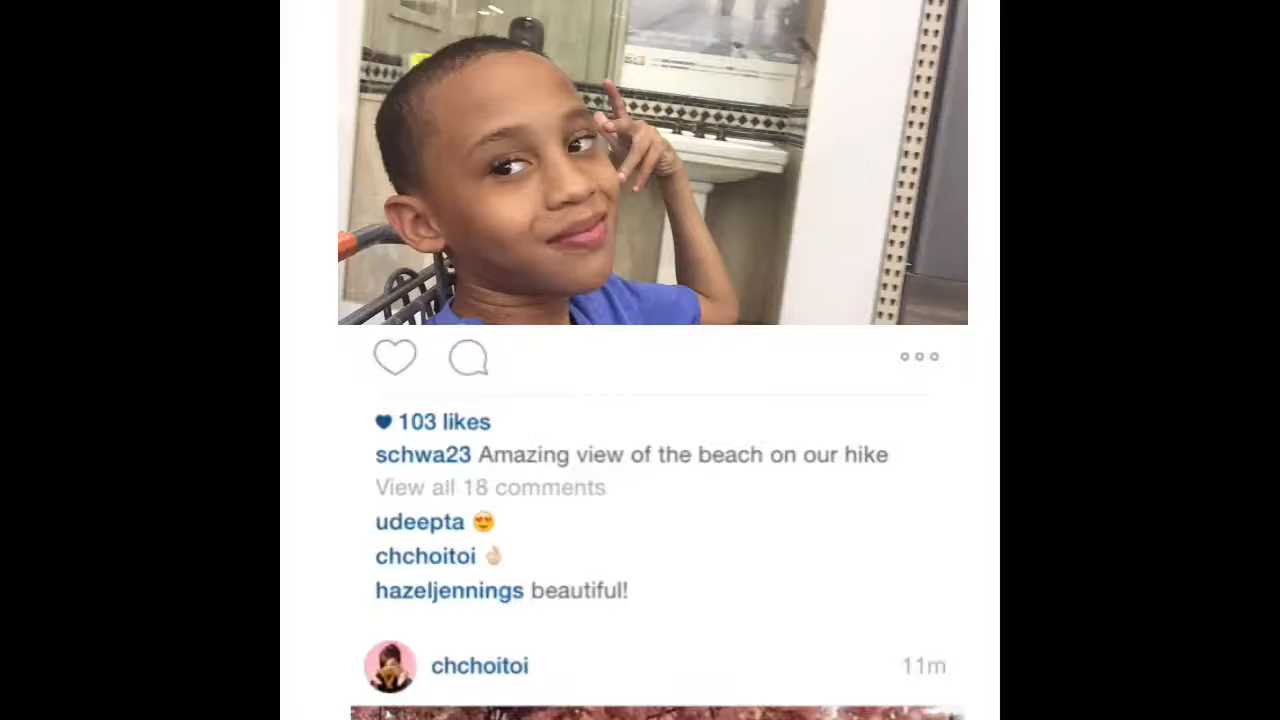 103 likes
schwa23 Amazing view of the beach on our hike
View all 18 comments
udeepta 😍
chchoitoi 👌🏼
hazeljennings beautiful!
chchoitoi 11m